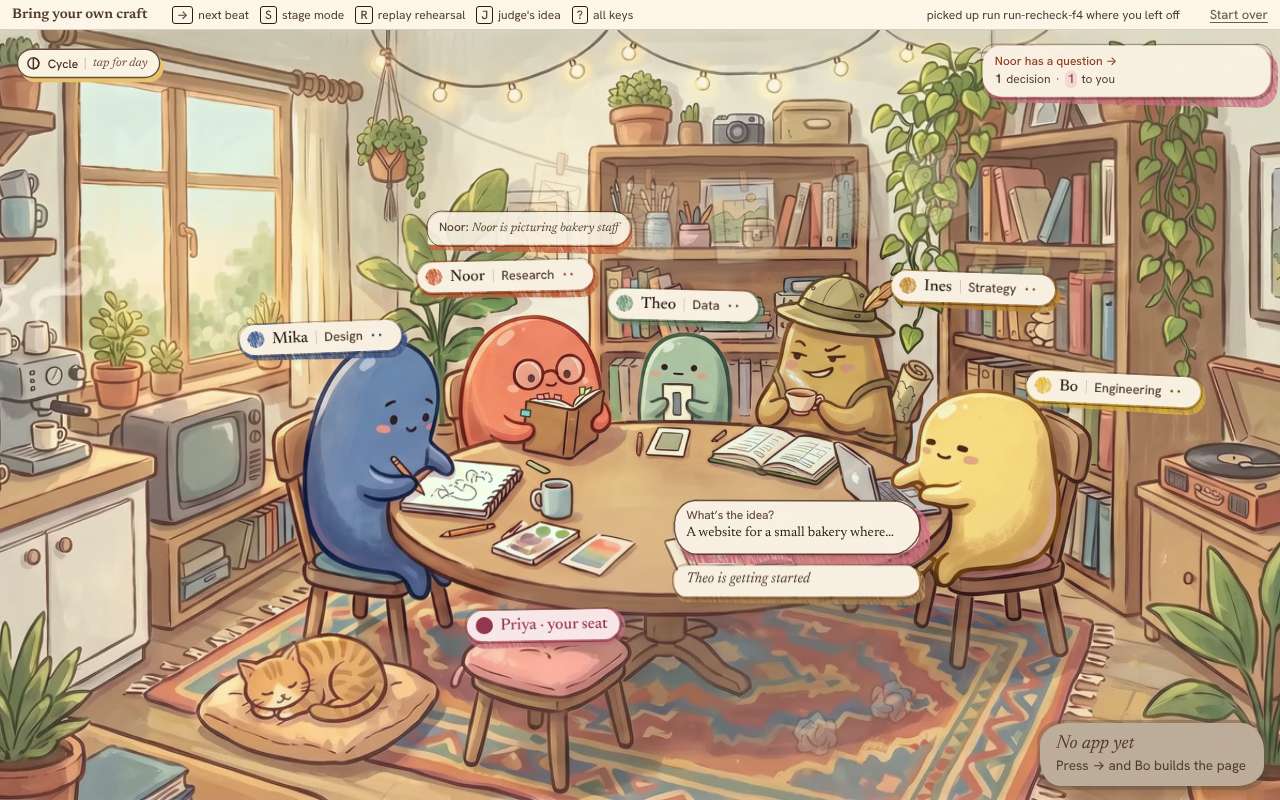 Bring your own craft
→ next beat
S stage mode
R replay rehearsal
J judge's idea
? all keys
picked up run run-recheck-f4 where you left off
Start over
Cycle | tap for day
Noor has a question →
1 decision · 1 to you
Noor: Noor is picturing bakery staff
Noor | Research
Theo | Data
Ines | Strategy
Mika | Design
Bo | Engineering
What's the idea?
A website for a small bakery where...
Theo is getting started
Priya · your seat
No app yet
Press → and Bo builds the page